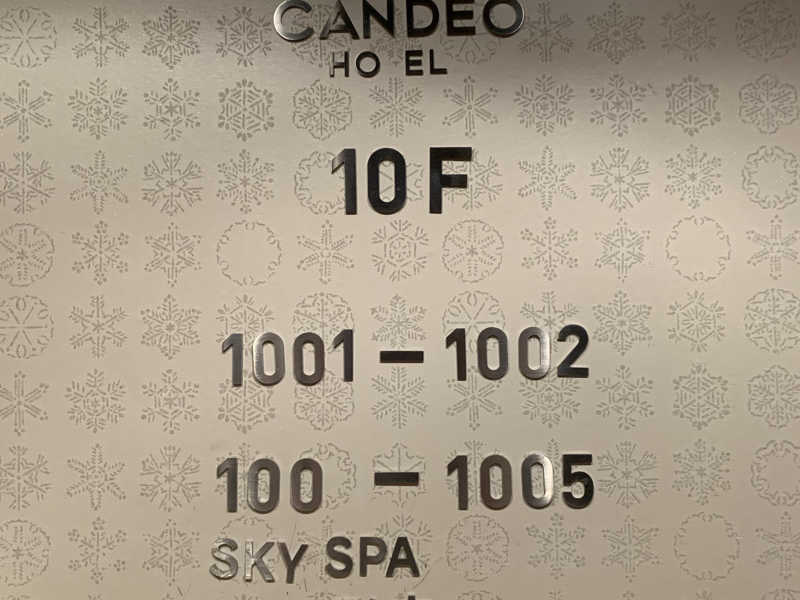 CANDEO
HO EL
10F
1001 - 1002
100 - 1005
SKY SPA